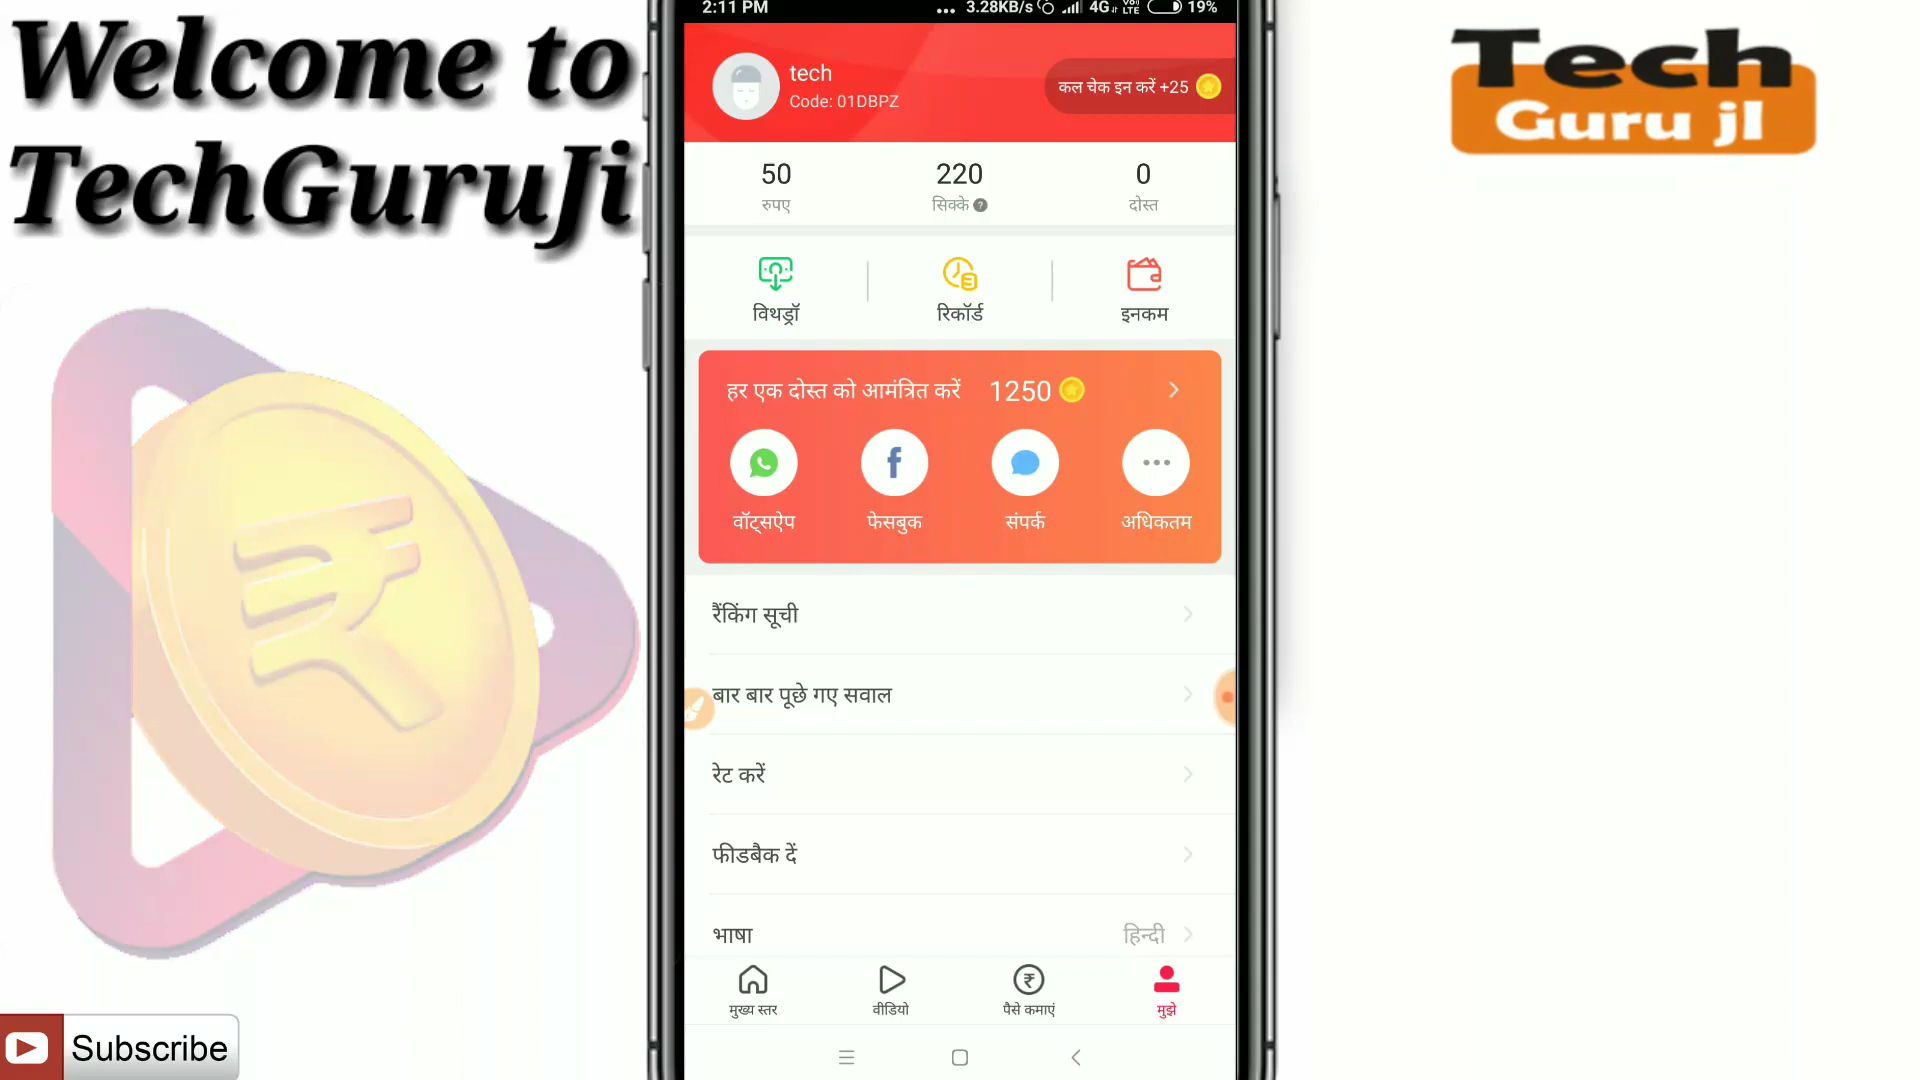 Welcome to
TechGuruJi
Tech
Guru jI
Subscribe
2:11 PM
... 3.28KB/s 4G VoLTE 19%
tech
Code: 01DBPZ
कल चेक इन करें +25
50 220 0
रुपए सिक्के ? दोस्त
विथड्रॉ रिकॉर्ड इनकम
हर एक दोस्त को आमंत्रित करें 1250
वॉट्सऐप फेसबुक संपर्क अधिकतम
रैंकिंग सूची
बार बार पूछे गए सवाल
रेट करें
फीडबैक दें
भाषा हिन्दी
मुख्य स्तर वीडियो पैसे कमाएं मुझे